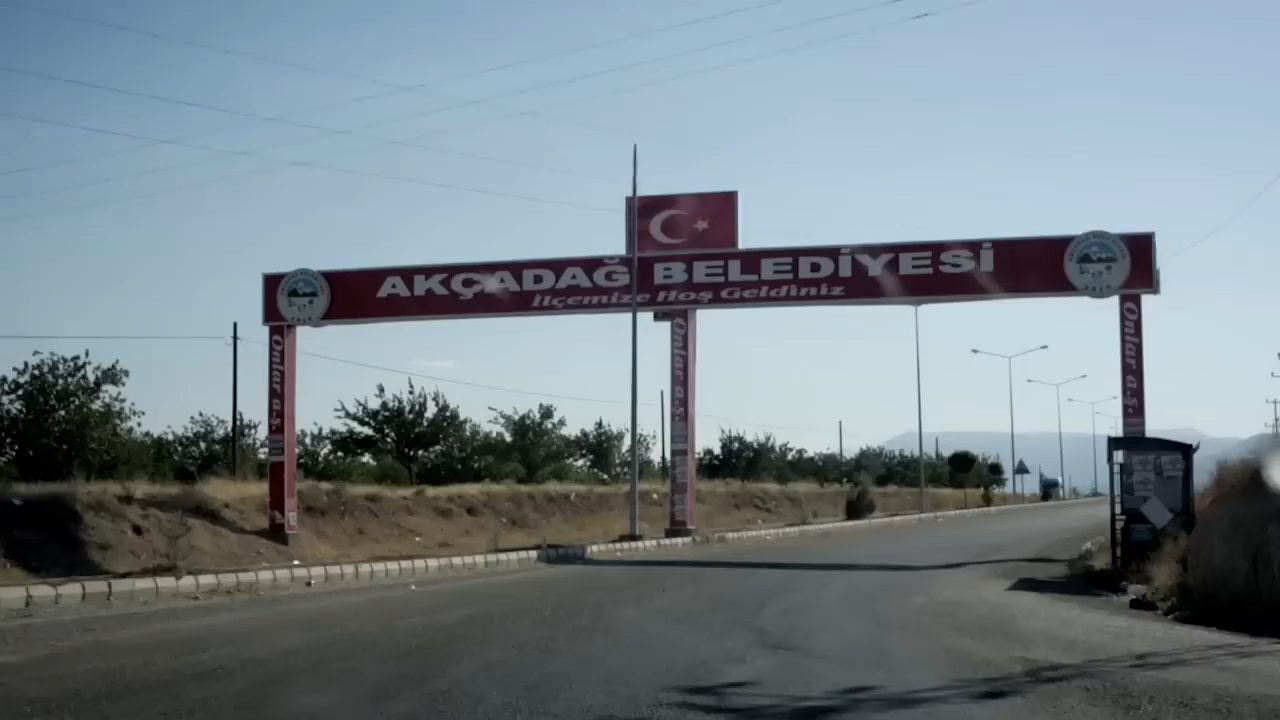 AKÇADAĞ BELEDİYESİ
İlçemize Hoş Geldiniz
Onlar a.ş.
Onlar a.ş.
Onlar a.ş.